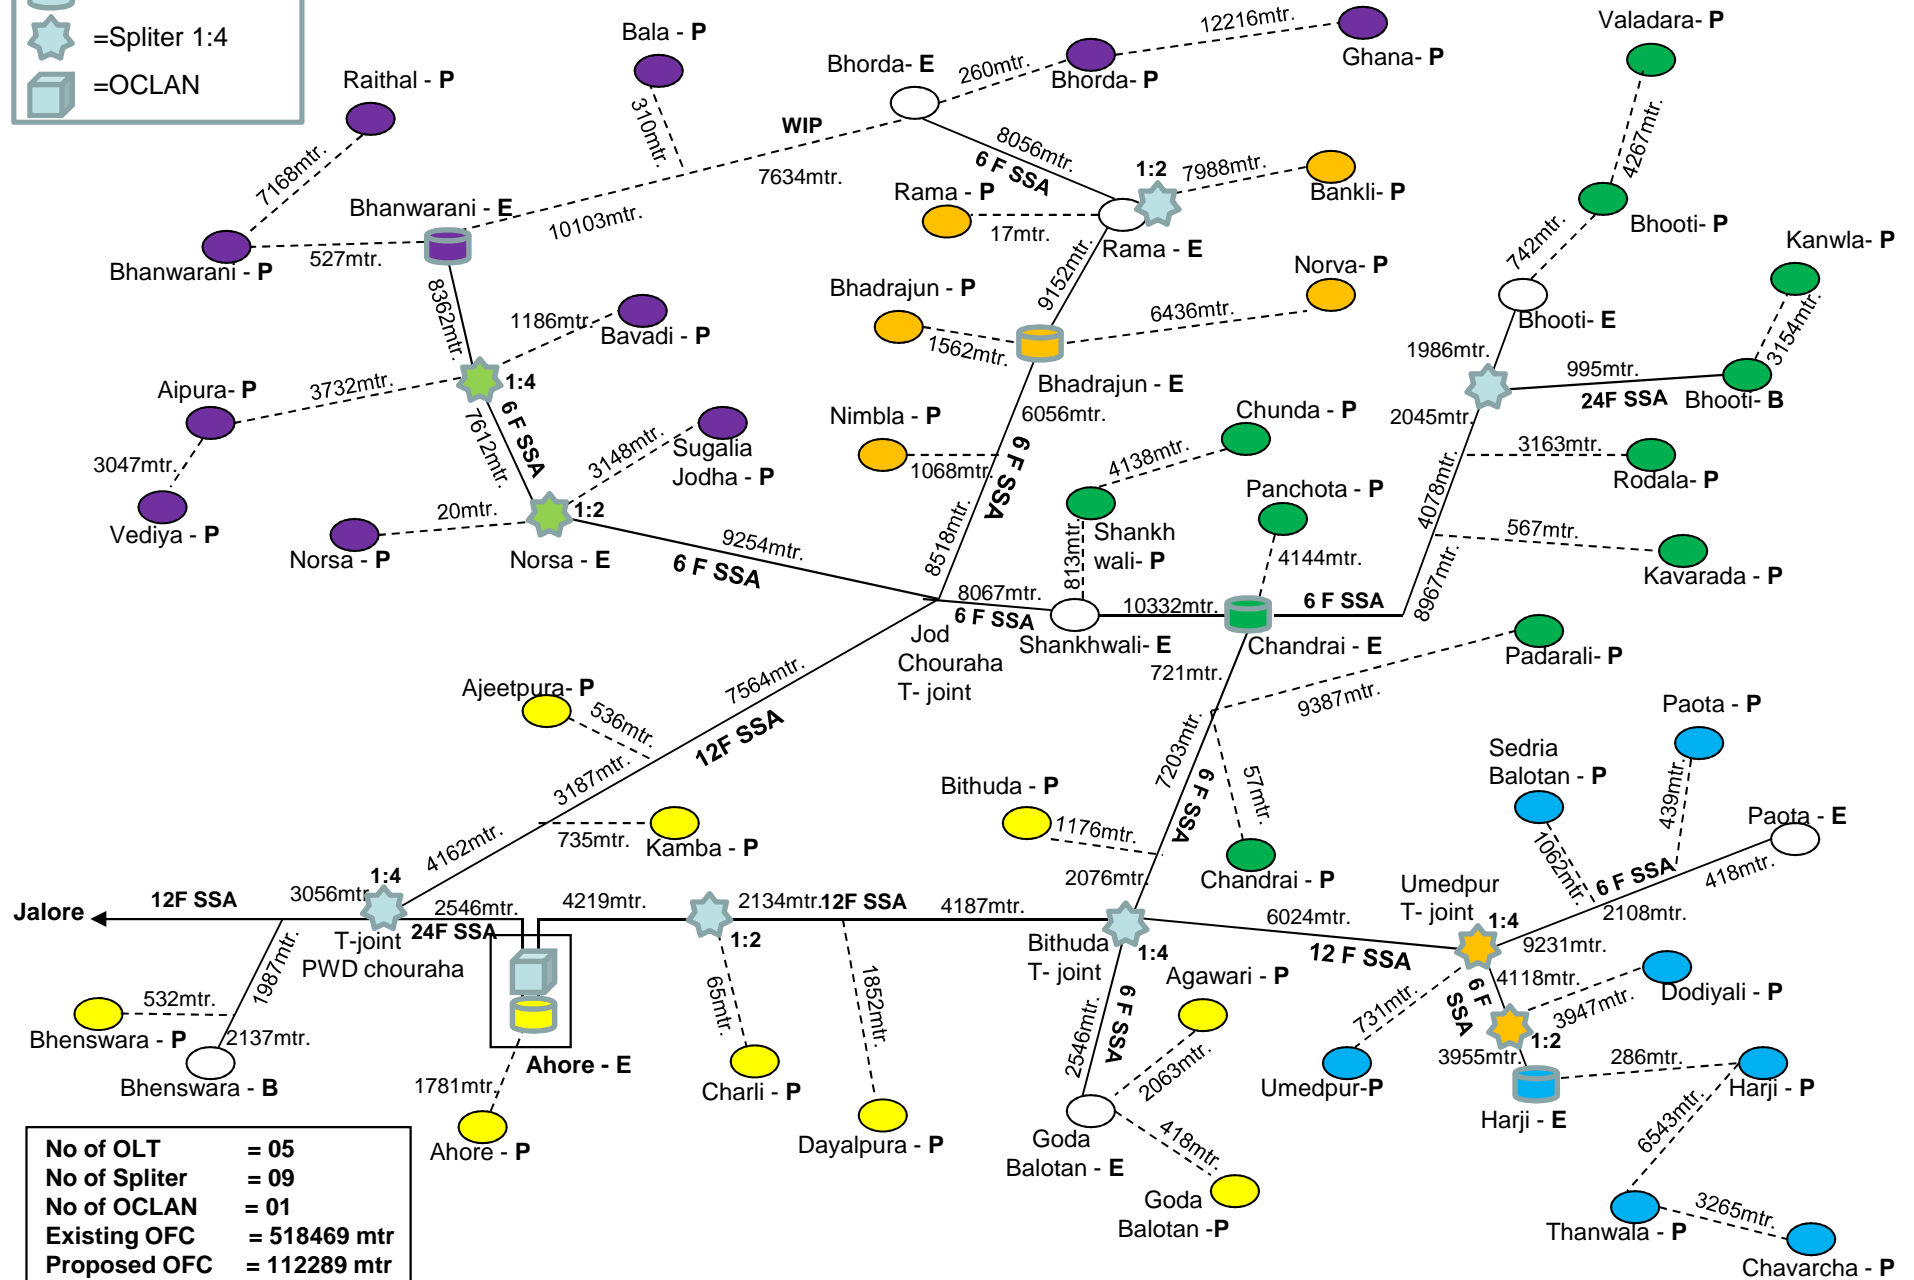 =Spliter 1:4
=OCLAN
Raithal - P
Bala - P
Bhorda- E
260mtr.
Bhorda- P
12216mtr.
Ghana- P
Valadara- P
310mtr.
WIP
7168mtr.
8056mtr.
6 F SSA
1:2
7988mtr.
Bankli- P
4267mtr.
7634mtr.
Rama - P
17mtr.
Rama - E
Bhanwarani - E
10103mtr.
Bhanwarani - P
527mtr.
742mtr.
Bhooti- P
Kanwla- P
8362mtr.
1186mtr.
Bavadi - P
Bhadrajun - P
1562mtr.
9152mtr.
Norva- P
6436mtr.
Bhooti- E
3154mtr.
1986mtr.
995mtr.
24F SSA
Bhooti- B
Aipura- P
3732mtr.
1:4
6 F SSA
7612mtr.
Bhadrajun - E
6056mtr.
Nimbla - P
1068mtr.
6 F SSA
Chunda - P
4138mtr.
2045mtr.
3163mtr.
Rodala- P
3047mtr.
Vediya - P
3148mtr.
Sugalia
Jodha - P
20mtr.
Norsa - P
1:2
Norsa - E
9254mtr.
6 F SSA
8518mtr.
Shankh
wali- P
813mtr.
Panchota - P
4144mtr.
4078mtr.
567mtr.
Kavarada - P
8067mtr.
6 F SSA
Shankhwali- E
10332mtr.
6 F SSA
8967mtr.
Chandrai - E
Jod
Chouraha
T- joint
721mtr.
Padarali- P
9387mtr.
Ajeetpura- P
536mtr.
7564mtr.
12F SSA
3187mtr.
7203mtr.
6 F SSA
57mtr.
Chandrai - P
Paota - P
Sedria
Balotan - P
439mtr.
Paota - E
1062mtr.
6 F SSA
418mtr.
Bithuda - P
1176mtr.
4162mtr.
735mtr.
Kamba - P
2076mtr.
Umedpur
T- joint
1:4
2108mtr.
9231mtr.
Jalore
12F SSA
3056mtr.
1:4
2546mtr.
24F SSA
T-joint
PWD chouraha
4219mtr.
1:2
2134mtr.
12F SSA
4187mtr.
Bithuda
T- joint
1:4
6024mtr.
12 F SSA
4118mtr.
6 F
SSA
3947mtr.
Dodiyali - P
1987mtr.
532mtr.
Bhenswara - P
2137mtr.
Bhenswara - B
Ahore - E
1781mtr.
Ahore - P
65mtr.
Charli - P
1852mtr.
Dayalpura - P
2546mtr.
6 F SSA
Agawari - P
2063mtr.
731mtr.
Umedpur-P
1:2
3955mtr.
286mtr.
Harji - P
Harji - E
Goda
Balotan - E
418mtr.
Goda
Balotan -P
6543mtr.
Thanwala - P
3265mtr.
Chavarcha - P
No of OLT = 05
No of Spliter = 09
No of OCLAN = 01
Existing OFC = 518469 mtr
Proposed OFC = 112289 mtr